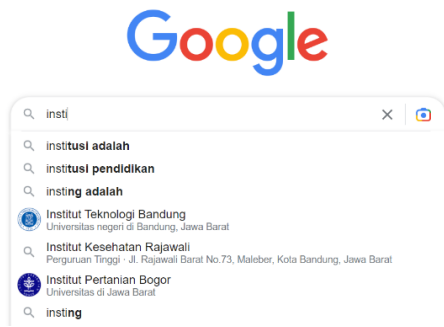 Google
insti
institusi adalah
institusi pendidikan
insting adalah
Institut Teknologi Bandung
Universitas negeri di Bandung, Jawa Barat
Institut Kesehatan Rajawali
Perguruan Tinggi · Jl. Rajawali Barat No.73, Maleber, Kota Bandung, Jawa Barat
Institut Pertanian Bogor
Universitas di Jawa Barat
insting